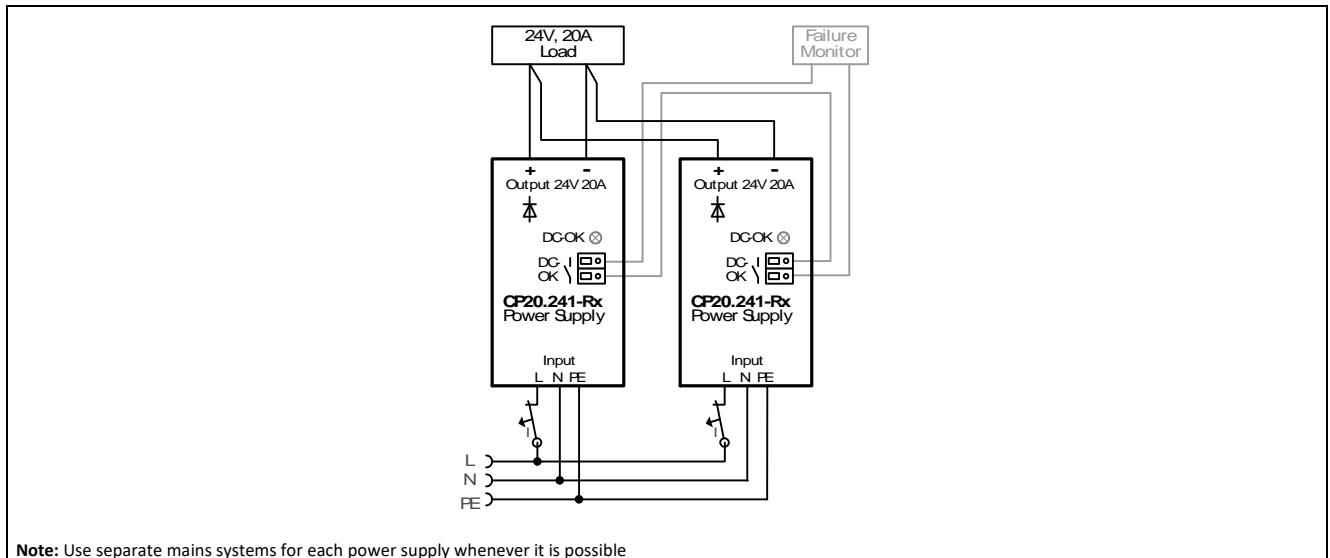 24V, 20A
Load
Failure
Monitor
+ -
Output 24V 20A
DC-OK
DC-
OK
CP20.241-Rx
Power Supply
Input
L N PE
I
+ -
Output 24V 20A
DC-OK
DC-
OK
CP20.241-Rx
Power Supply
Input
L N PE
I
L
N
PE
Note: Use separate mains systems for each power supply whenever it is possible